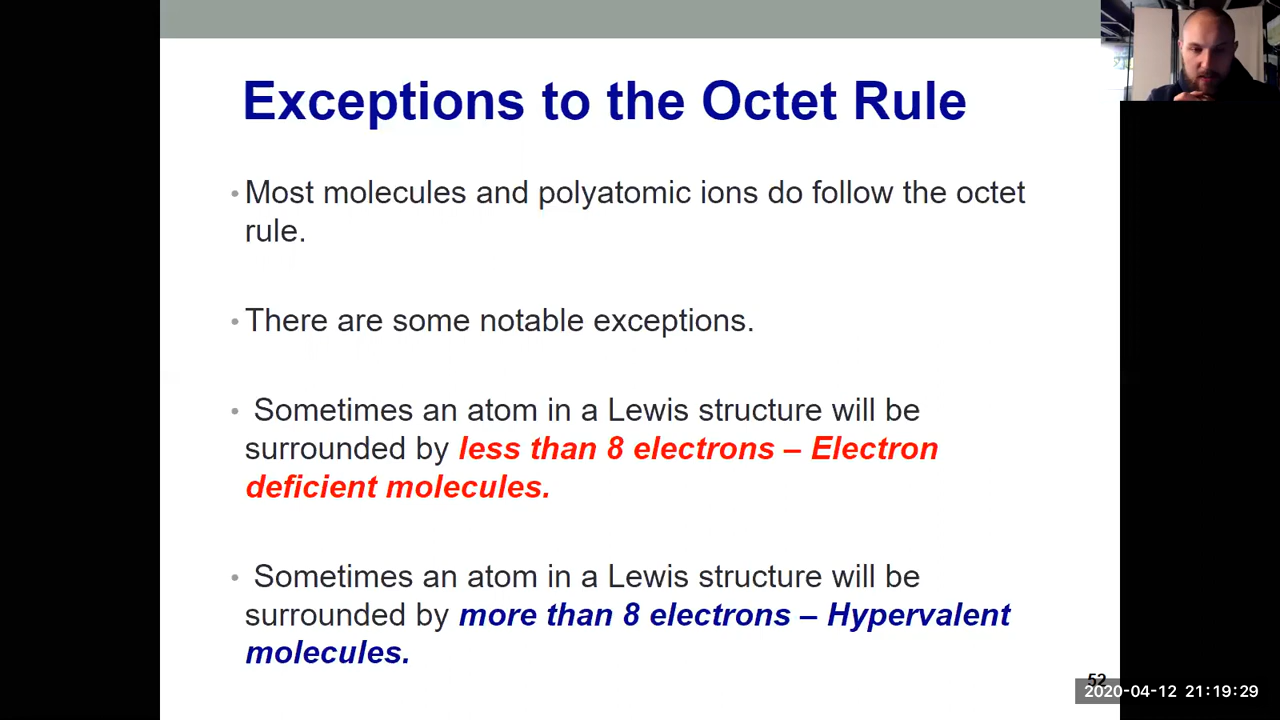 Exceptions to the Octet Rule
• Most molecules and polyatomic ions do follow the octet
rule.
• There are some notable exceptions.
• Sometimes an atom in a Lewis structure will be
surrounded by less than 8 electrons – Electron
deficient molecules.
• Sometimes an atom in a Lewis structure will be
surrounded by more than 8 electrons – Hypervalent
molecules.
52
2020-04-12 21:19:29